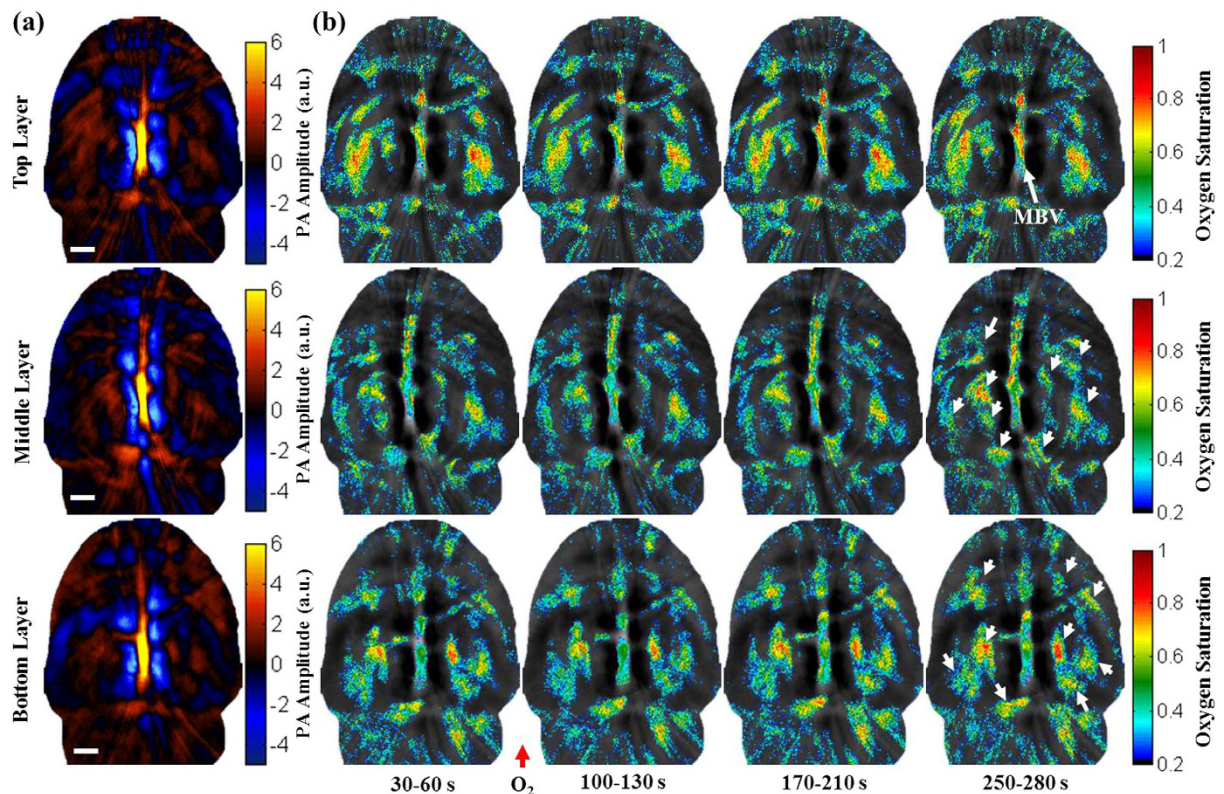 (a)
(b)
Top Layer
6
4
2
0
-2
-4
PA Amplitude (a.u.)
MBV
1
0.8
0.6
0.4
0.2
Oxygen Saturation
Middle Layer
6
4
2
0
-2
-4
PA Amplitude (a.u.)
1
0.8
0.6
0.4
0.2
Oxygen Saturation
Bottom Layer
6
4
2
0
-2
-4
PA Amplitude (a.u.)
1
0.8
0.6
0.4
0.2
Oxygen Saturation
30-60 s
O₂
100-130 s
170-210 s
250-280 s